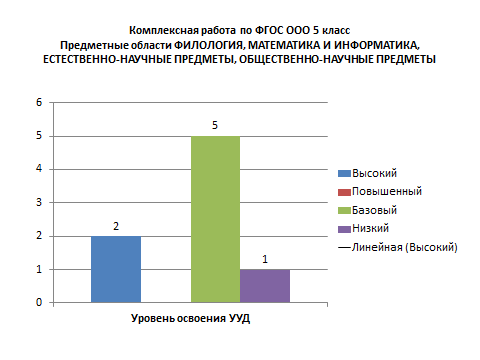 Комплексная работа по ФГОС ООО 5 класс
Предметные области ФИЛОЛОГИЯ, МАТЕМАТИКА И ИНФОРМАТИКА,
ЕСТЕСТВЕННО-НАУЧНЫЕ ПРЕДМЕТЫ, ОБЩЕСТВЕННО-НАУЧНЫЕ ПРЕДМЕТЫ
6
5
4
3
2
1
0
2
5
1
Высокий
Повышенный
Базовый
Низкий
Линейная (Высокий)
Уровень освоения УУД